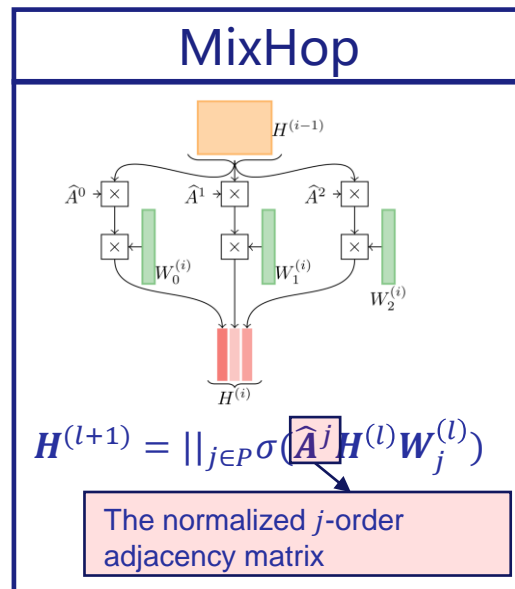 MixHop
H^{(i−1)}
Â^0 × Â^1 × Â^2 ×
× × ×
W_0^{(i)} W_1^{(i)} W_2^{(i)}
H^{(i)}
H^{(l+1)} = ||_{j∈P} σ(Â^j H^{(l)} W_j^{(l)})
The normalized j-order
adjacency matrix